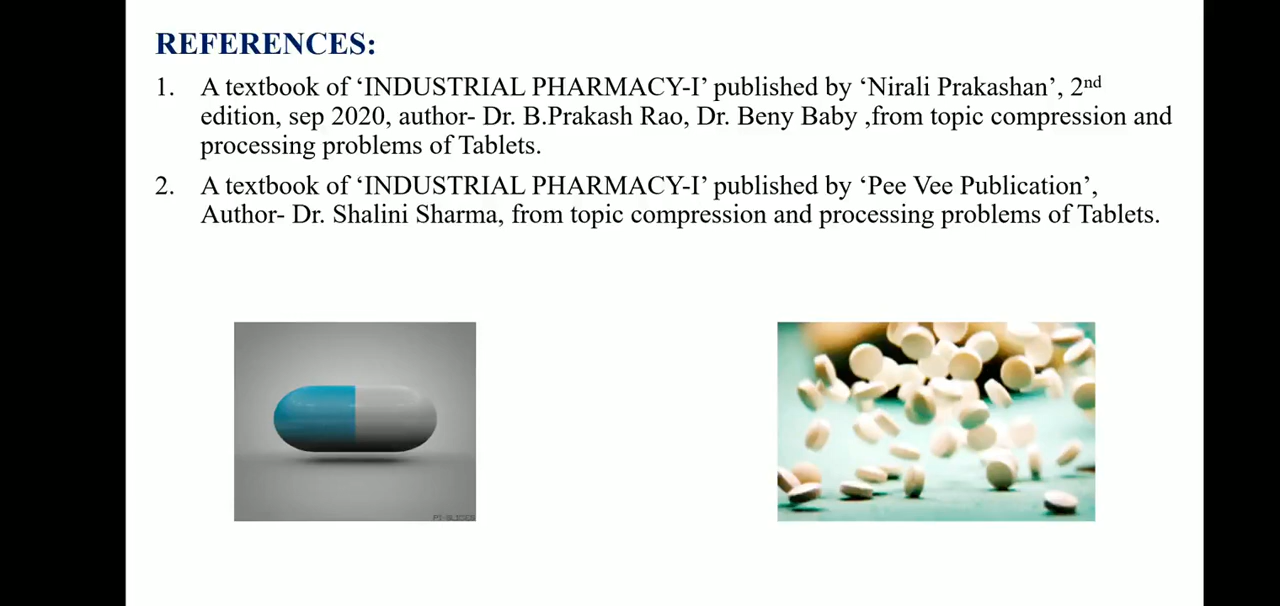 REFERENCES:
1. A textbook of ‘INDUSTRIAL PHARMACY-I’ published by ‘Nirali Prakashan’, 2nd
edition, sep 2020, author- Dr. B.Prakash Rao, Dr. Beny Baby ,from topic compression and
processing problems of Tablets.
2. A textbook of ‘INDUSTRIAL PHARMACY-I’ published by ‘Pee Vee Publication’,
Author- Dr. Shalini Sharma, from topic compression and processing problems of Tablets.